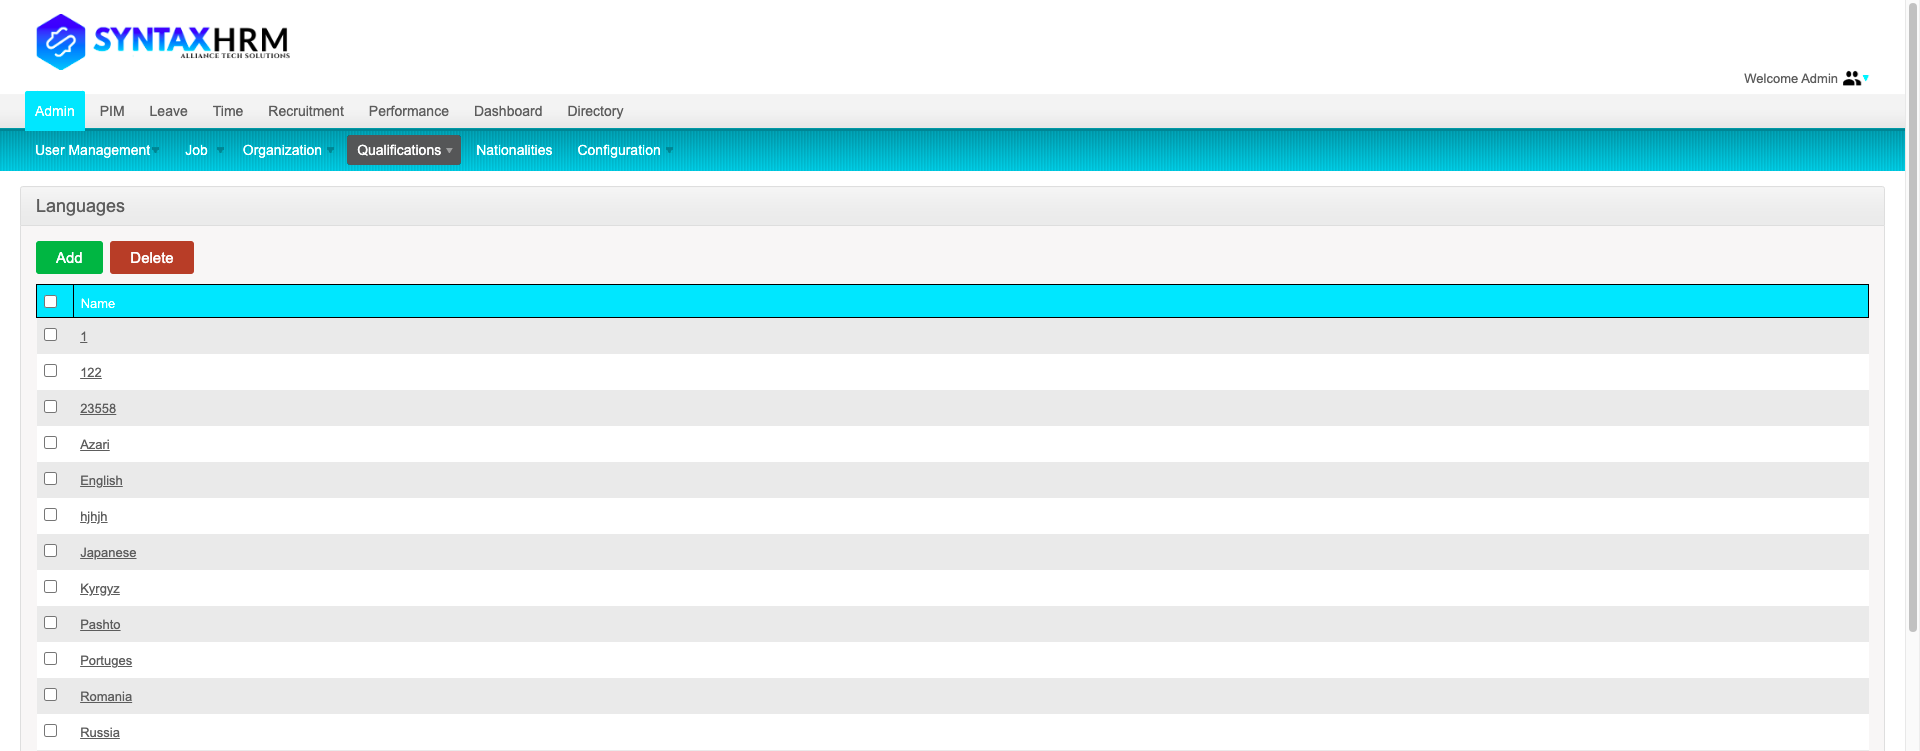 SYNTAXHRM
ALLIANCE TECH SOLUTIONS
Welcome Admin
Admin PIM Leave Time Recruitment Performance Dashboard Directory
User Management Job Organization Qualifications Nationalities Configuration
Languages
Add Delete
Name
1
122
23558
Azari
English
hjhjh
Japanese
Kyrgyz
Pashto
Portuges
Romania
Russia